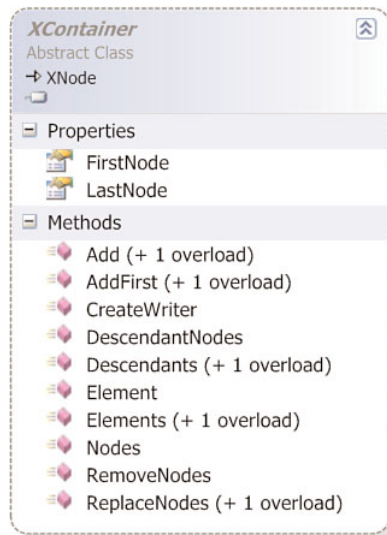 XContainer
Abstract Class
XNode
Properties
FirstNode
LastNode
Methods
Add (+ 1 overload)
AddFirst (+ 1 overload)
CreateWriter
DescendantNodes
Descendants (+ 1 overload)
Element
Elements (+ 1 overload)
Nodes
RemoveNodes
ReplaceNodes (+ 1 overload)